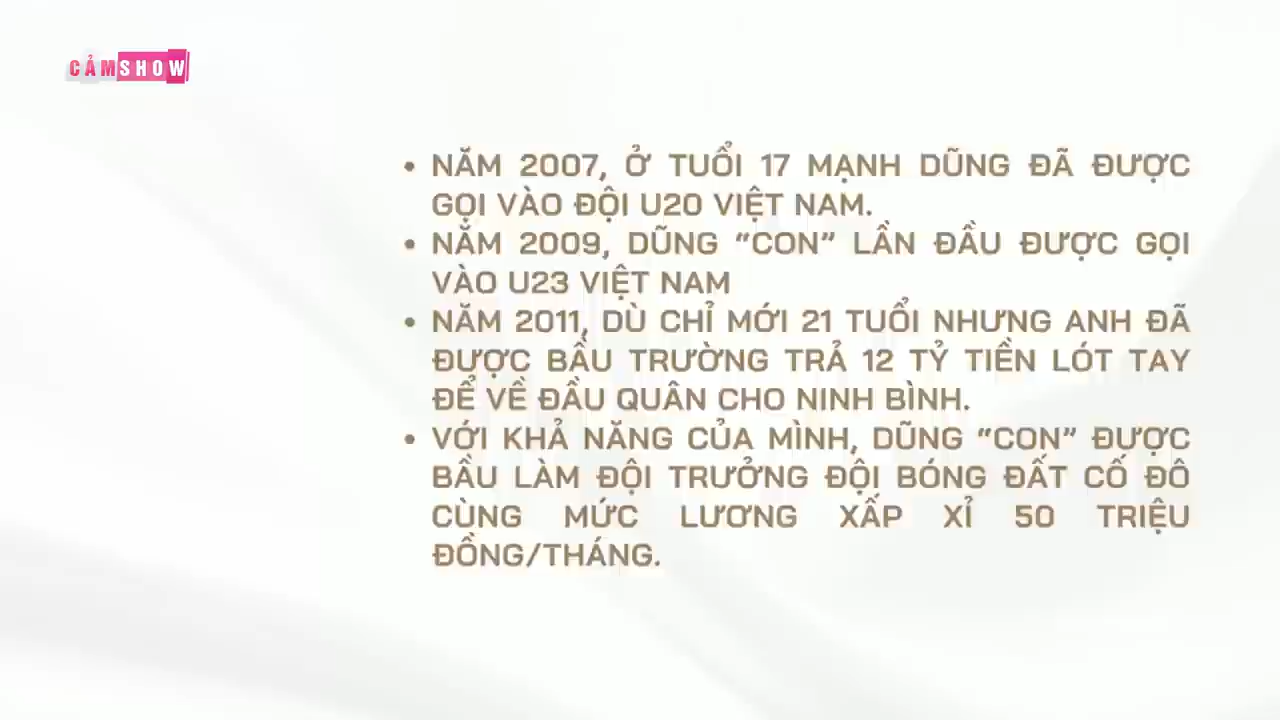 CẢMSHOW
• NĂM 2007, Ở TUỔI 17 MẠNH DŨNG ĐÃ ĐƯỢC
GỌI VÀO ĐỘI U20 VIỆT NAM.
• NĂM 2009, DŨNG “CON” LẦN ĐẦU ĐƯỢC GỌI
VÀO U23 VIỆT NAM
• NĂM 2011, DÙ CHỈ MỚI 21 TUỔI NHƯNG ANH ĐÃ
ĐƯỢC BẦU TRƯỜNG TRẢ 12 TỶ TIỀN LÓT TAY
ĐỂ VỀ ĐẦU QUÂN CHO NINH BÌNH.
• VỚI KHẢ NĂNG CỦA MÌNH, DŨNG “CON” ĐƯỢC
BẦU LÀM ĐỘI TRƯỞNG ĐỘI BÓNG ĐẤT CỐ ĐÔ
CÙNG MỨC LƯƠNG XẤP XỈ 50 TRIỆU
ĐỒNG/THÁNG.